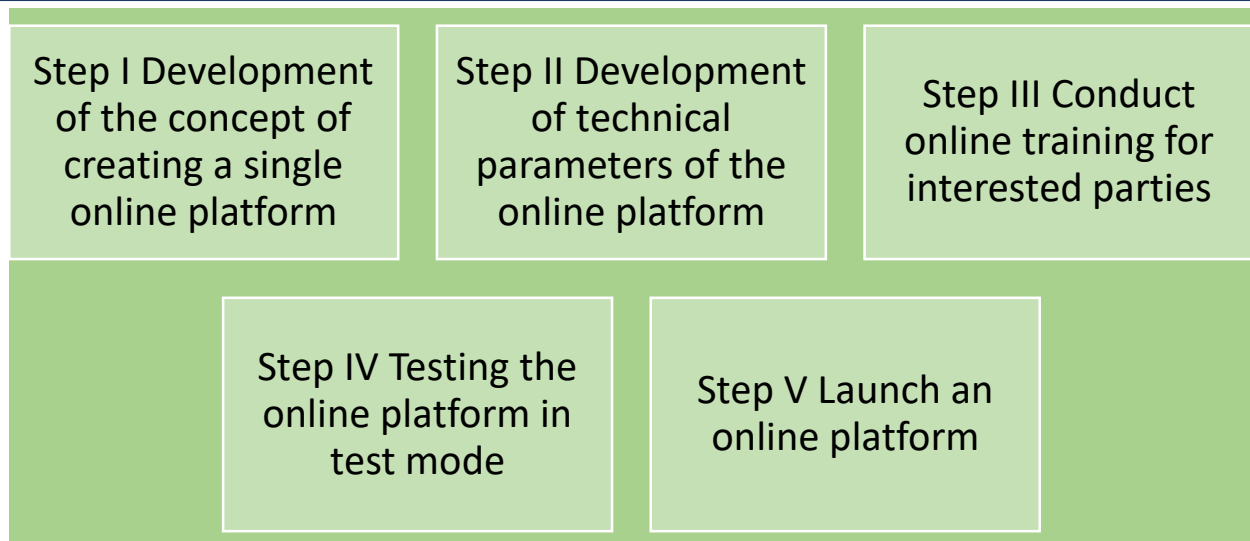 Step I Development
of the concept of
creating a single
online platform
Step II Development
of technical
parameters of the
online platform
Step III Conduct
online training for
interested parties
Step IV Testing the
online platform in
test mode
Step V Launch an
online platform